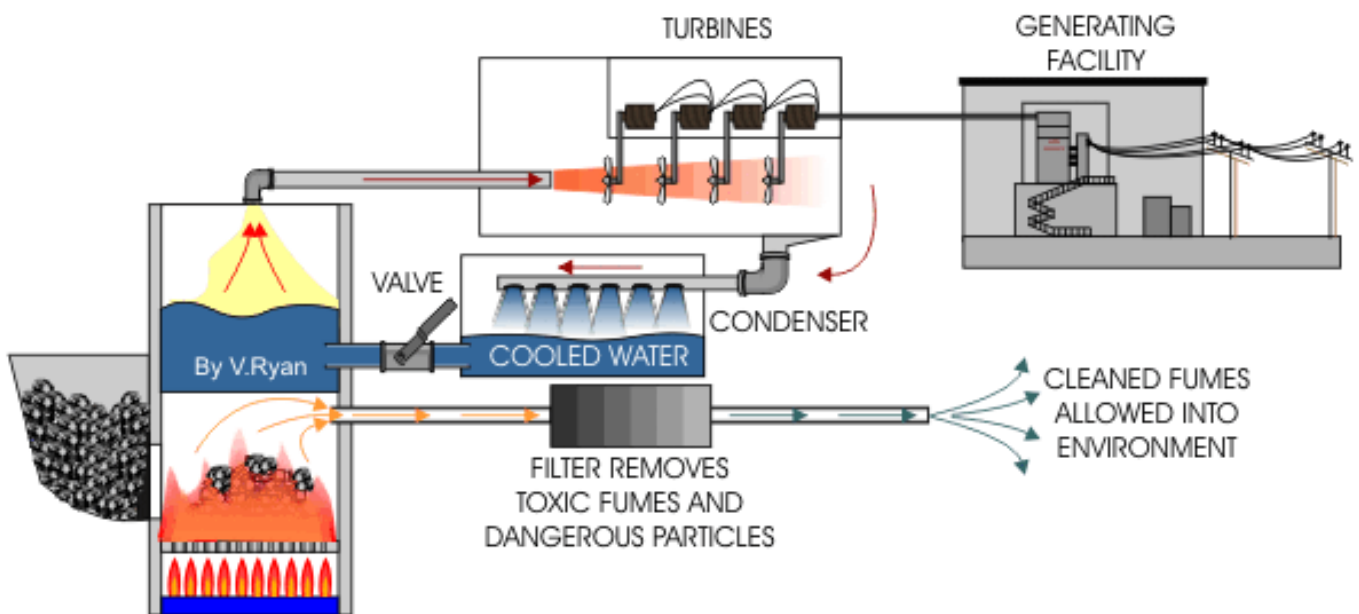 TURBINES
GENERATING
FACILITY
VALVE
CONDENSER
COOLED WATER
By V.Ryan
CLEANED FUMES
ALLOWED INTO
ENVIRONMENT
FILTER REMOVES
TOXIC FUMES AND
DANGEROUS PARTICLES